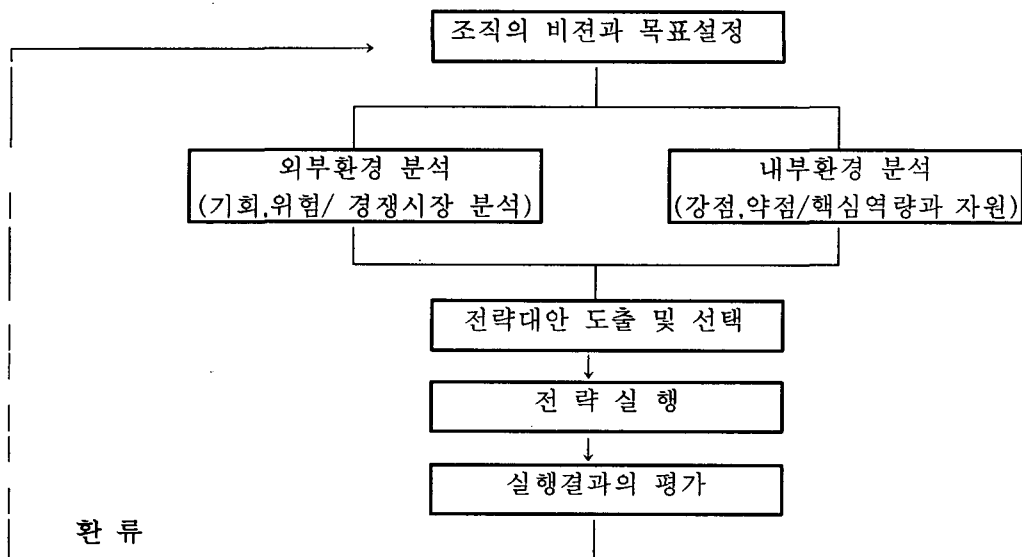 조직의 비젼과 목표설정
외부환경 분석
(기회,위험/ 경쟁시장 분석)
내부환경 분석
(강점,약점/핵심역량과 자원)
전략대안 도출 및 선택
전 략 실 행
실행결과의 평가
환 류